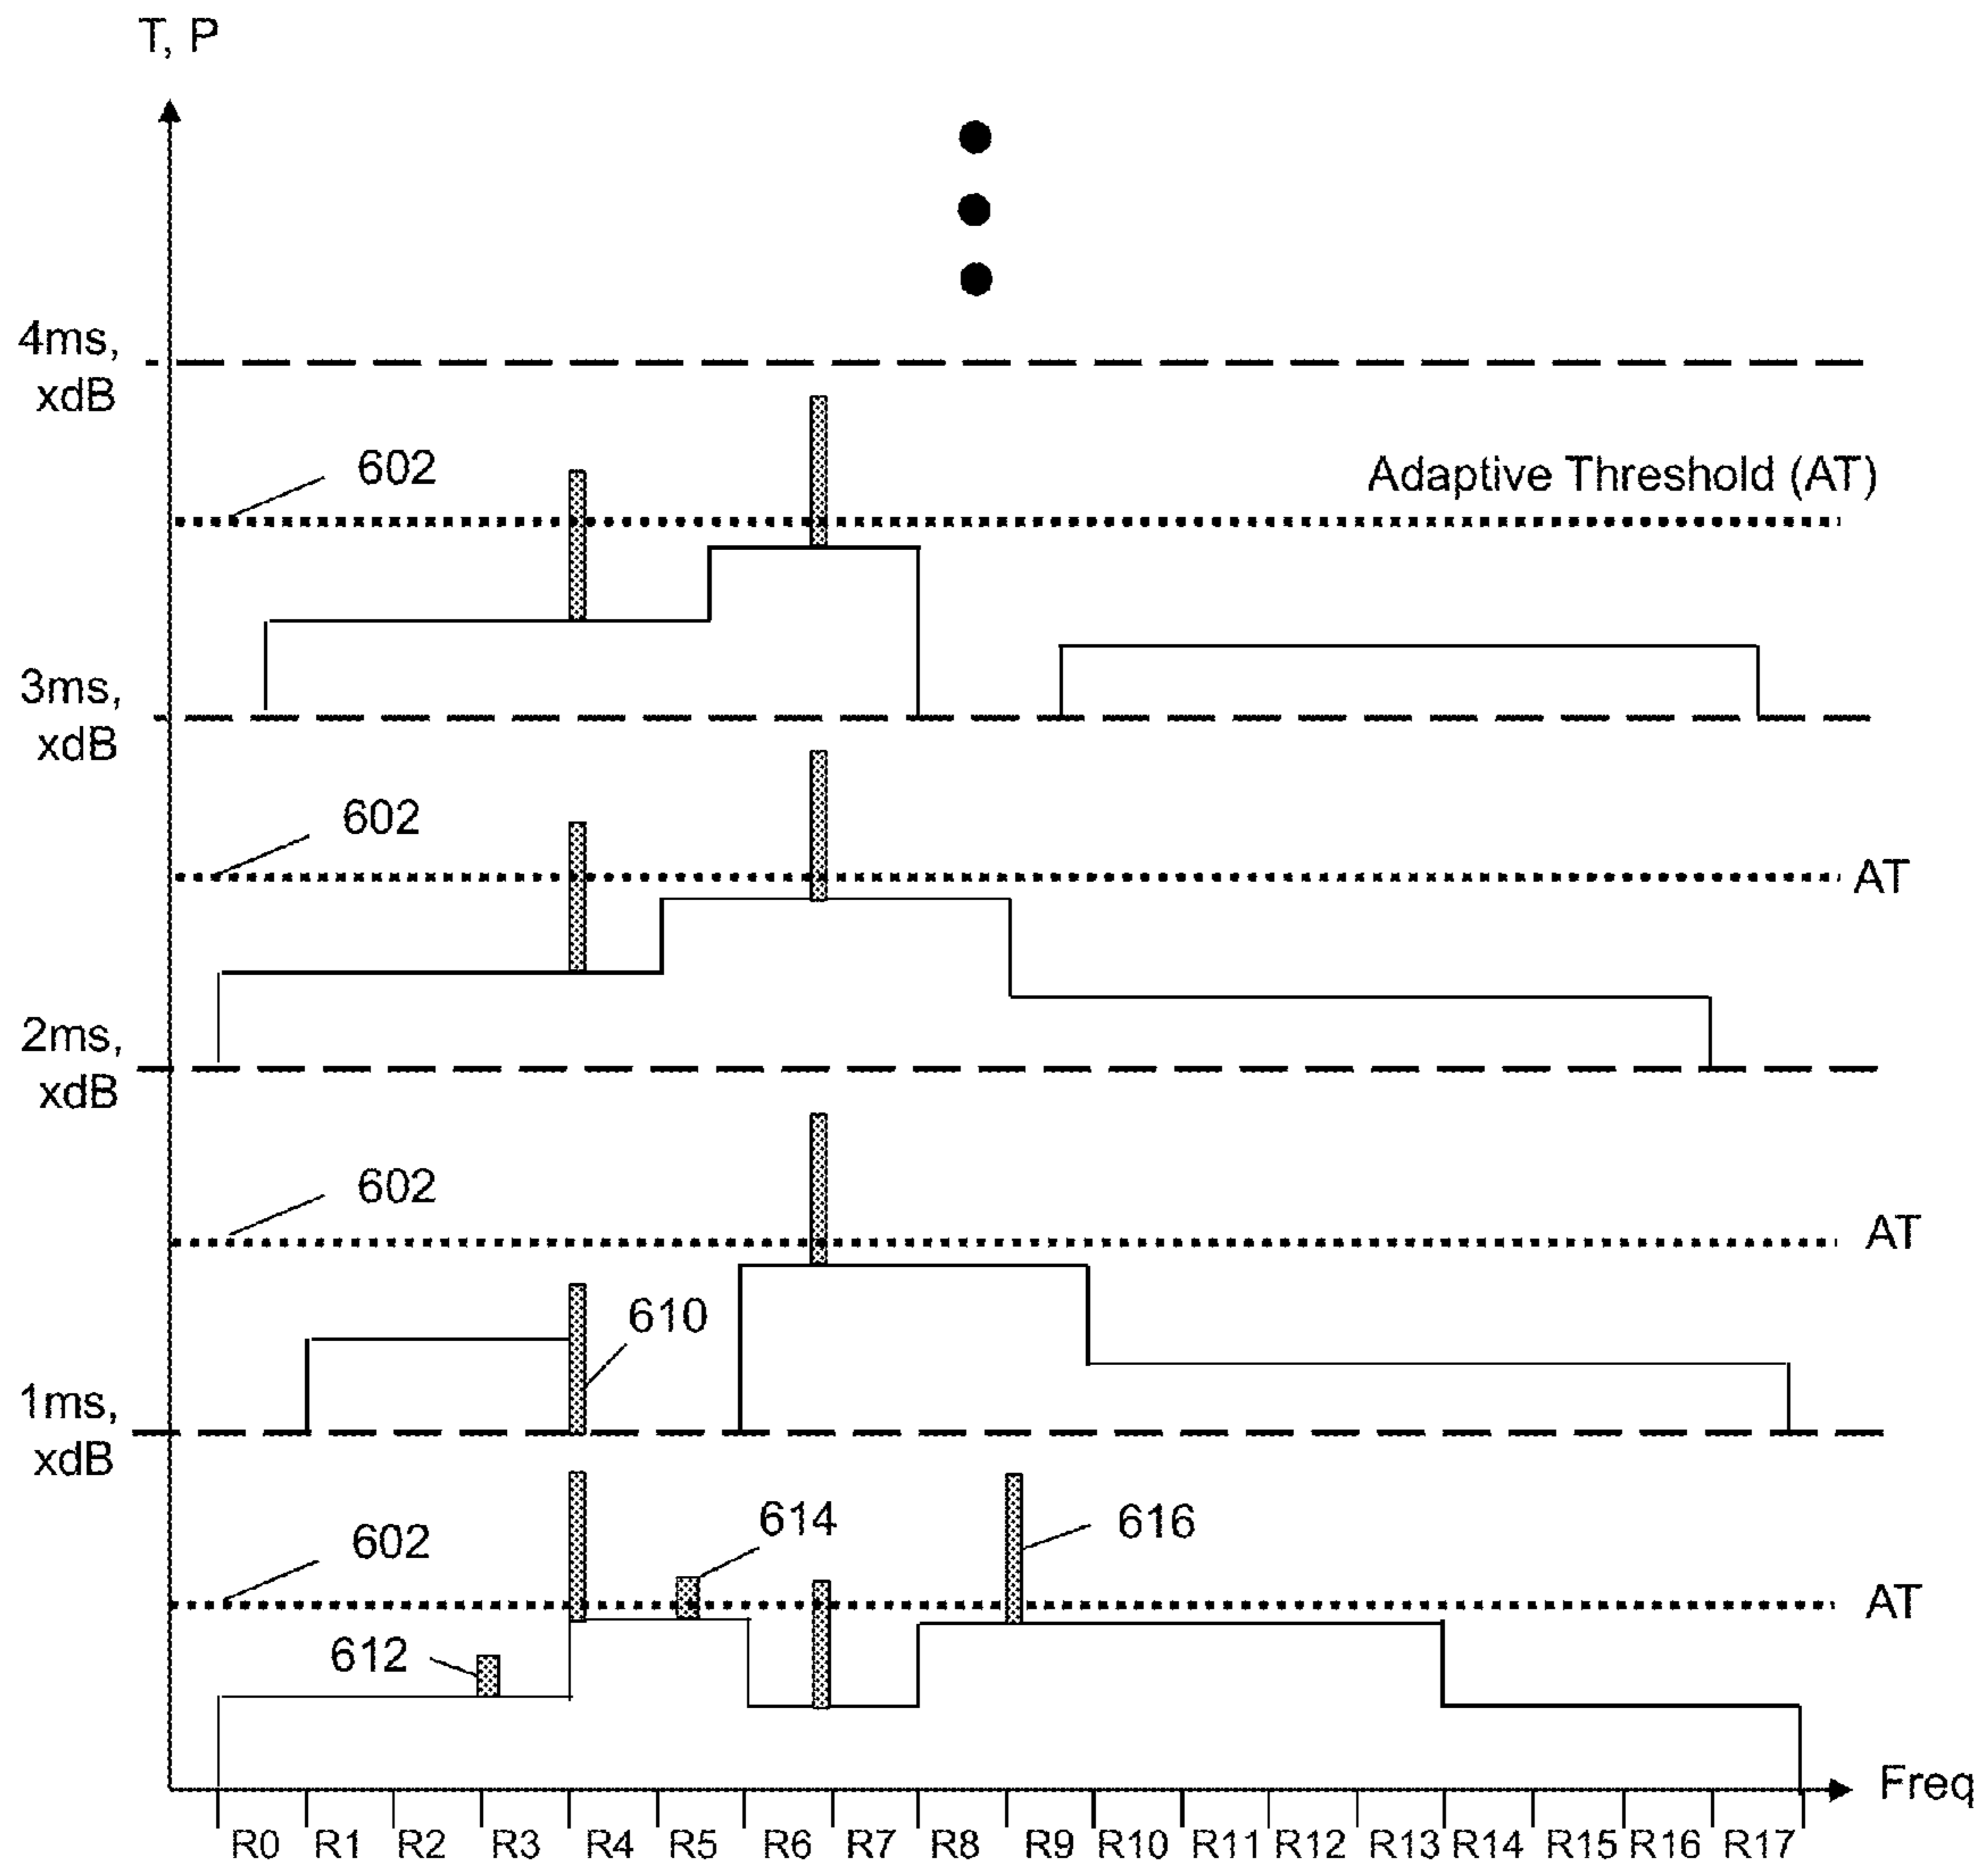 T, P
4ms,
xdB
602
Adaptive Threshold (AT)
3ms,
xdB
602
AT
2ms,
xdB
602
AT
610
1ms,
xdB
614
616
602
AT
612
Freq
R0 R1 R2 R3 R4 R5 R6 R7 R8 R9 R10 R11 R12 R13 R14 R15 R16 R17